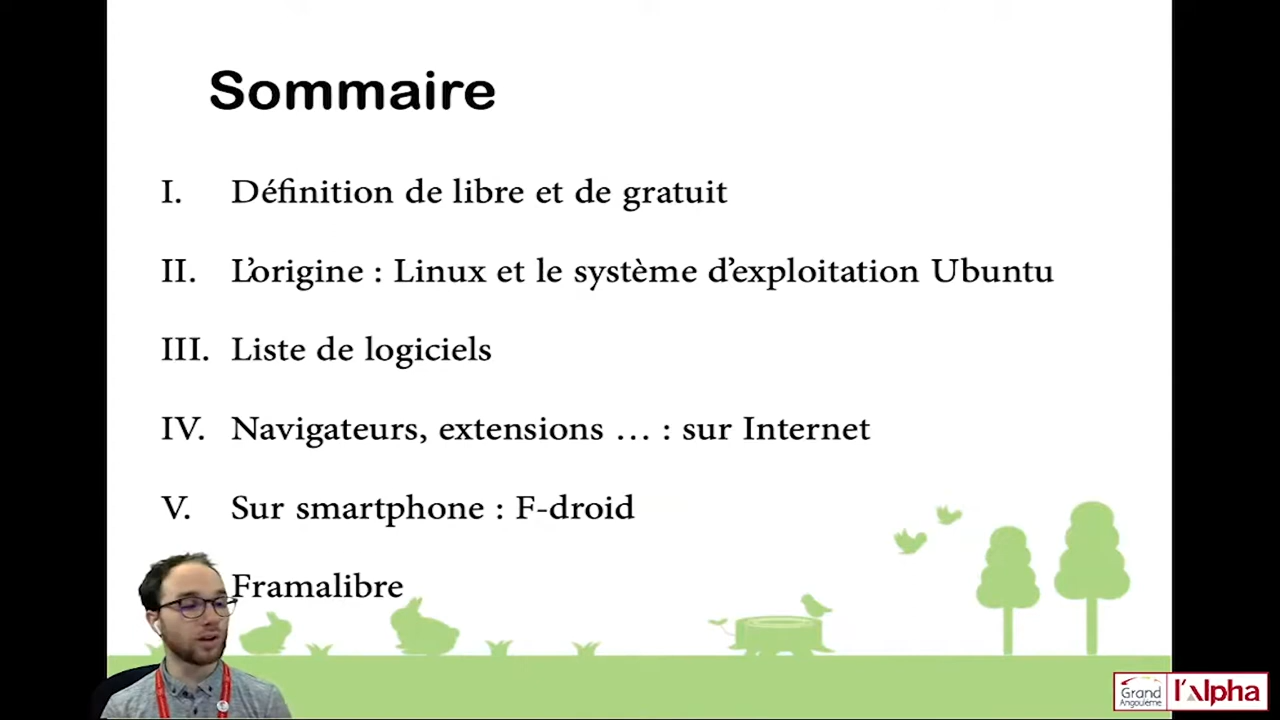 Sommaire
I. Définition de libre et de gratuit
II. L’origine : Linux et le système d’exploitation Ubuntu
III. Liste de logiciels
IV. Navigateurs, extensions … : sur Internet
V. Sur smartphone : F-droid
Framalibre
Grand
Angoulême
l'Alpha